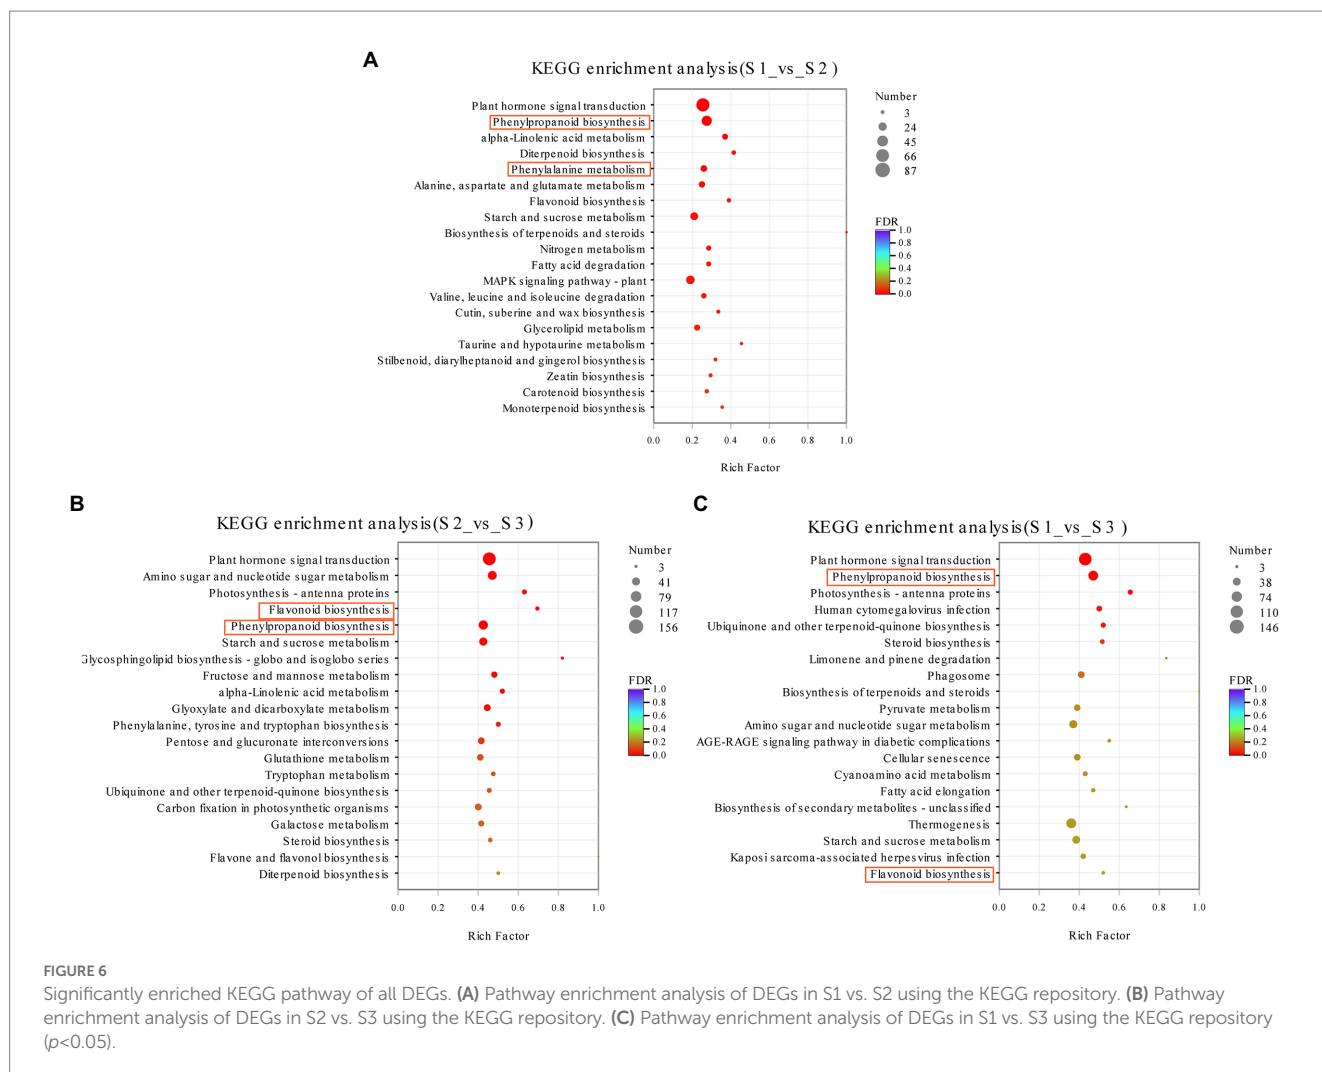 A
KEGG enrichment analysis(S1_vs_S2)
Plant hormone signal transduction
Phenylpropanoid biosynthesis
alpha-Linolenic acid metabolism
Diterpenoid biosynthesis
Phenylalanine metabolism
Alanine, aspartate and glutamate metabolism
Flavonoid biosynthesis
Starch and sucrose metabolism
Biosynthesis of terpenoids and steroids
Nitrogen metabolism
Fatty acid degradation
MAPK signaling pathway - plant
Valine, leucine and isoleucine degradation
Cutin, suberine and wax biosynthesis
Glycerolipid metabolism
Taurine and hypotaurine metabolism
Stilbenoid, diarylheptanoid and gingerol biosynthesis
Zeatin biosynthesis
Carotenoid biosynthesis
Monoterpenoid biosynthesis
0.0 0.2 0.4 0.6 0.8 1.0
Rich Factor
Number
3
24
45
66
87
FDR
1.0
0.8
0.6
0.4
0.2
0.0
B
KEGG enrichment analysis(S2_vs_S3)
Plant hormone signal transduction
Amino sugar and nucleotide sugar metabolism
Photosynthesis - antenna proteins
Flavonoid biosynthesis
Phenylpropanoid biosynthesis
Starch and sucrose metabolism
Glycosphingolipid biosynthesis - globo and isoglobo series
Fructose and mannose metabolism
alpha-Linolenic acid metabolism
Glyoxylate and dicarboxylate metabolism
Phenylalanine, tyrosine and tryptophan biosynthesis
Pentose and glucuronate interconversions
Glutathione metabolism
Tryptophan metabolism
Ubiquinone and other terpenoid-quinone biosynthesis
Carbon fixation in photosynthetic organisms
Galactose metabolism
Steroid biosynthesis
Flavone and flavonol biosynthesis
Diterpenoid biosynthesis
0.0 0.2 0.4 0.6 0.8 1.0
Rich Factor
Number
3
41
79
117
156
FDR
1.0
0.8
0.6
0.4
0.2
0.0
C
KEGG enrichment analysis(S1_vs_S3)
Plant hormone signal transduction
Phenylpropanoid biosynthesis
Photosynthesis - antenna proteins
Human cytomegalovirus infection
Ubiquinone and other terpenoid-quinone biosynthesis
Steroid biosynthesis
Limonene and pinene degradation
Phagosome
Biosynthesis of terpenoids and steroids
Pyruvate metabolism
Amino sugar and nucleotide sugar metabolism
AGE-RAGE signaling pathway in diabetic complications
Cellular senescence
Cyanoamino acid metabolism
Fatty acid elongation
Biosynthesis of secondary metabolites - unclassified
Thermogenesis
Starch and sucrose metabolism
Kaposi sarcoma-associated herpesvirus infection
Flavonoid biosynthesis
0.0 0.2 0.4 0.6 0.8 1.0
Rich Factor
Number
3
38
74
110
146
FDR
1.0
0.8
0.6
0.4
0.2
0.0
FIGURE 6
Significantly enriched KEGG pathway of all DEGs. (A) Pathway enrichment analysis of DEGs in S1 vs. S2 using the KEGG repository. (B) Pathway
enrichment analysis of DEGs in S2 vs. S3 using the KEGG repository. (C) Pathway enrichment analysis of DEGs in S1 vs. S3 using the KEGG repository
(p<0.05).